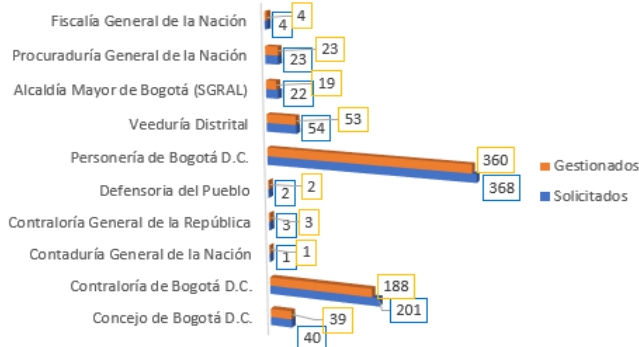 Fiscalía General de la Nación
4
4
Procuraduría General de la Nación
23
23
Alcaldía Mayor de Bogotá (SGRAL)
19
22
Veeduría Distrital
53
54
Personería de Bogotá D.C.
360
368
Gestionados
Solicitados
Defensoria del Pueblo
2
2
Contraloría General de la República
3
3
Contaduría General de la Nación
1
1
Contraloría de Bogotá D.C.
188
201
Concejo de Bogotá D.C.
39
40